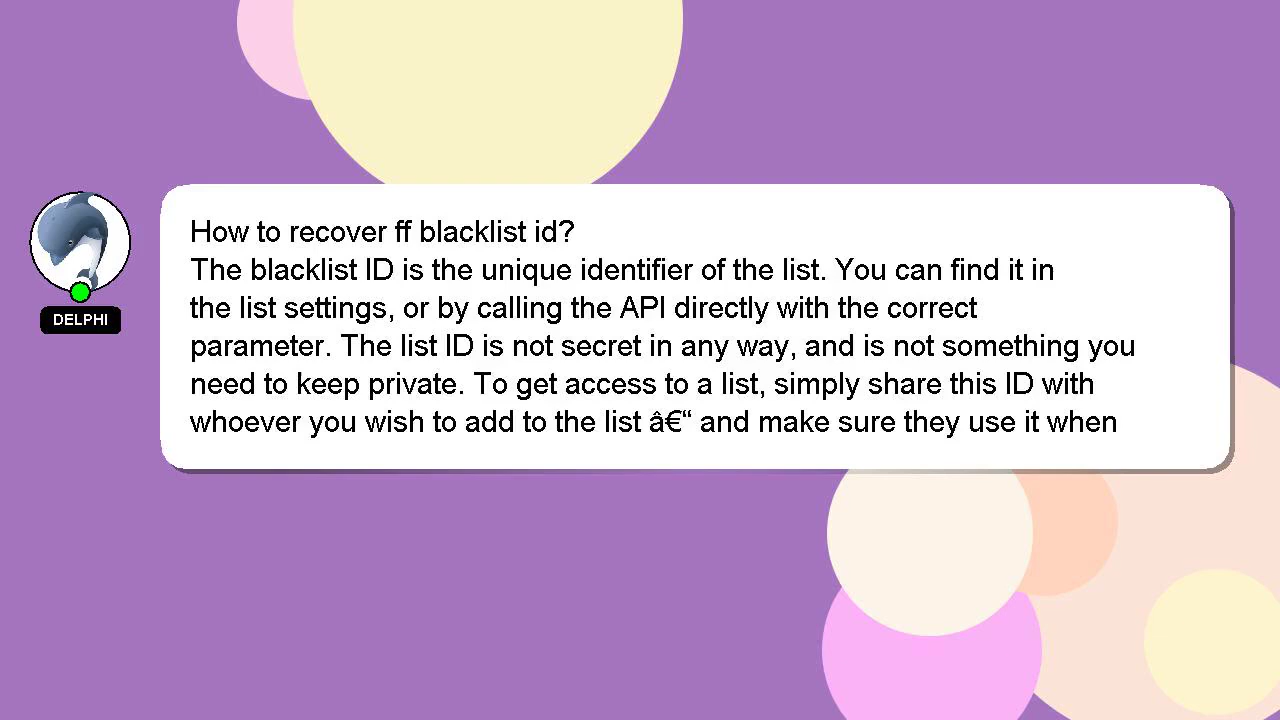 How to recover ff blacklist id?
The blacklist ID is the unique identifier of the list. You can find it in
the list settings, or by calling the API directly with the correct
parameter. The list ID is not secret in any way, and is not something you
need to keep private. To get access to a list, simply share this ID with
whoever you wish to add to the list â€“ and make sure they use it when
DELPHI